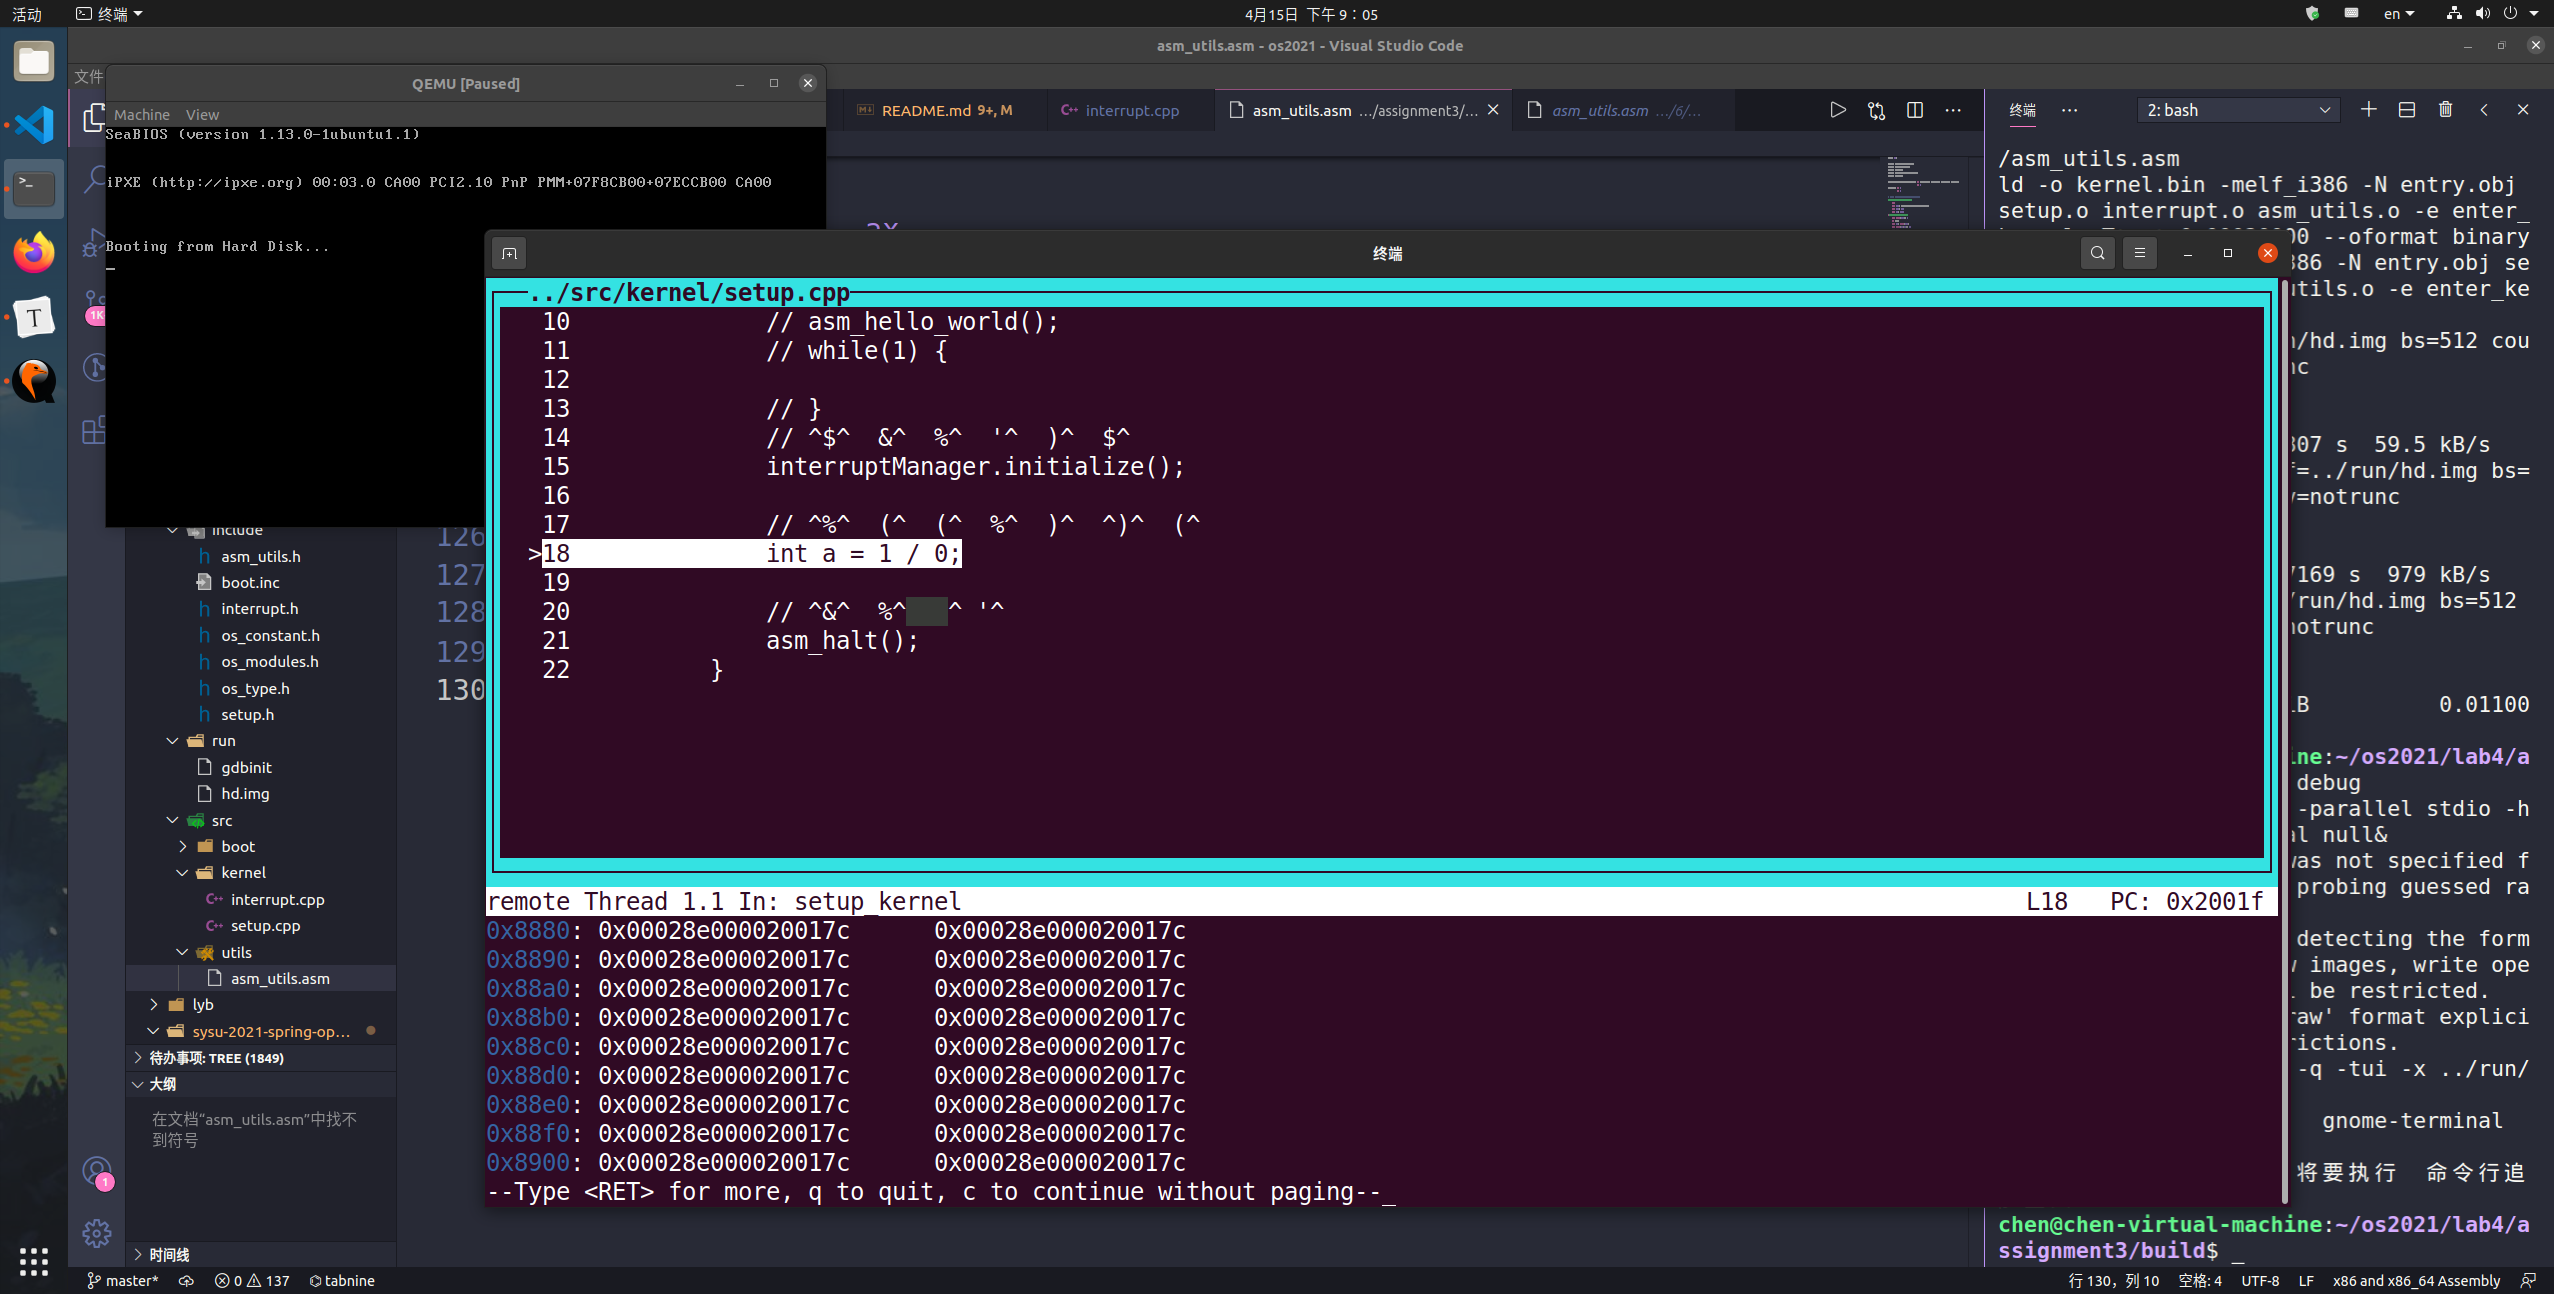 活动
终端
4月15日 下午 9：05
en
asm_utils.asm - os2021 - Visual Studio Code
文件
QEMU [Paused]
Machine View
SeaBIOS (version 1.13.0-1ubuntu1.1)
iPXE (http://ipxe.org) 00:03.0 CA00 PCI2.10 PnP PMM+07F8CB00+07ECCB00 CA00
Booting from Hard Disk...
README.md 9+, M
interrupt.cpp
asm_utils.asm .../assignment3/...
asm_utils.asm .../6/...
终端
2: bash
ax
1K
终端
../src/kernel/setup.cpp
10 // asm_hello_world();
11 // while(1) {
12
13 // }
14 // ^$^ &^ %^ '^ )^ $^
15 interruptManager.initialize();
16
17 // ^%^ (^ (^ %^ )^ ^)^ (^
>18 int a = 1 / 0;
19
20 // ^&^ %^ ^ '^
21 asm_halt();
22 }
remote Thread 1.1 In: setup_kernel L18 PC: 0x2001f
0x8880: 0x00028e000020017c 0x00028e000020017c
0x8890: 0x00028e000020017c 0x00028e000020017c
0x88a0: 0x00028e000020017c 0x00028e000020017c
0x88b0: 0x00028e000020017c 0x00028e000020017c
0x88c0: 0x00028e000020017c 0x00028e000020017c
0x88d0: 0x00028e000020017c 0x00028e000020017c
0x88e0: 0x00028e000020017c 0x00028e000020017c
0x88f0: 0x00028e000020017c 0x00028e000020017c
0x8900: 0x00028e000020017c 0x00028e000020017c
--Type <RET> for more, q to quit, c to continue without paging--_
include
asm_utils.h
boot.inc
interrupt.h
os_constant.h
os_modules.h
os_type.h
setup.h
run
gdbinit
hd.img
src
boot
kernel
interrupt.cpp
setup.cpp
utils
asm_utils.asm
lyb
sysu-2021-spring-op...
待办事项: TREE (1849)
大纲
在文档“asm_utils.asm”中找不
到符号
时间线
1
126
127
128
129
130
/asm_utils.asm
ld -o kernel.bin -melf_i386 -N entry.obj
setup.o interrupt.o asm_utils.o -e enter_
00 --oformat binary
86 -N entry.obj se
utils.o -e enter_ke
/hd.img bs=512 cou
nc
307 s 59.5 kB/s
f=../run/hd.img bs=
v=notrunc
7169 s 979 kB/s
/run/hd.img bs=512
notrunc
B 0.01100
ine:~/os2021/lab4/a
debug
-parallel stdio -h
al null&
was not specified f
probing guessed ra
detecting the form
w images, write ope
be restricted.
raw' format explici
rictions.
-q -tui -x ../run/
gnome-terminal
将要执行 命令行追
chen@chen-virtual-machine:~/os2021/lab4/a
ssignment3/build$ _
master*
0 137
tabnine
行 130，列 10
空格: 4
UTF-8
LF
x86 and x86_64 Assembly